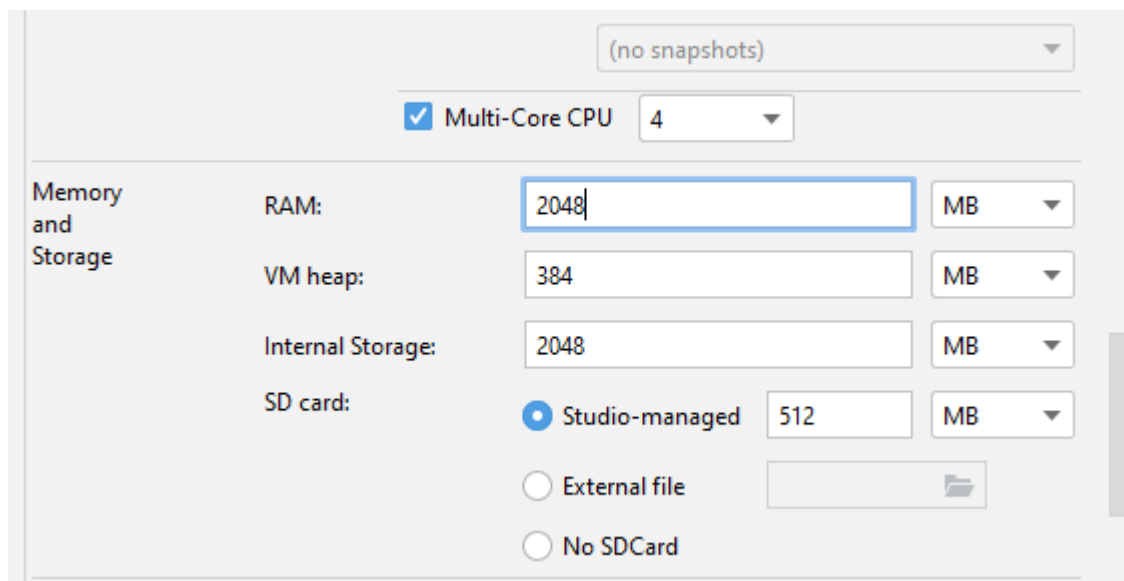 (no snapshots)
Multi-Core CPU 4
Memory
and
Storage
RAM: 2048 MB
VM heap: 384 MB
Internal Storage: 2048 MB
SD card: Studio-managed 512 MB
External file
No SDCard